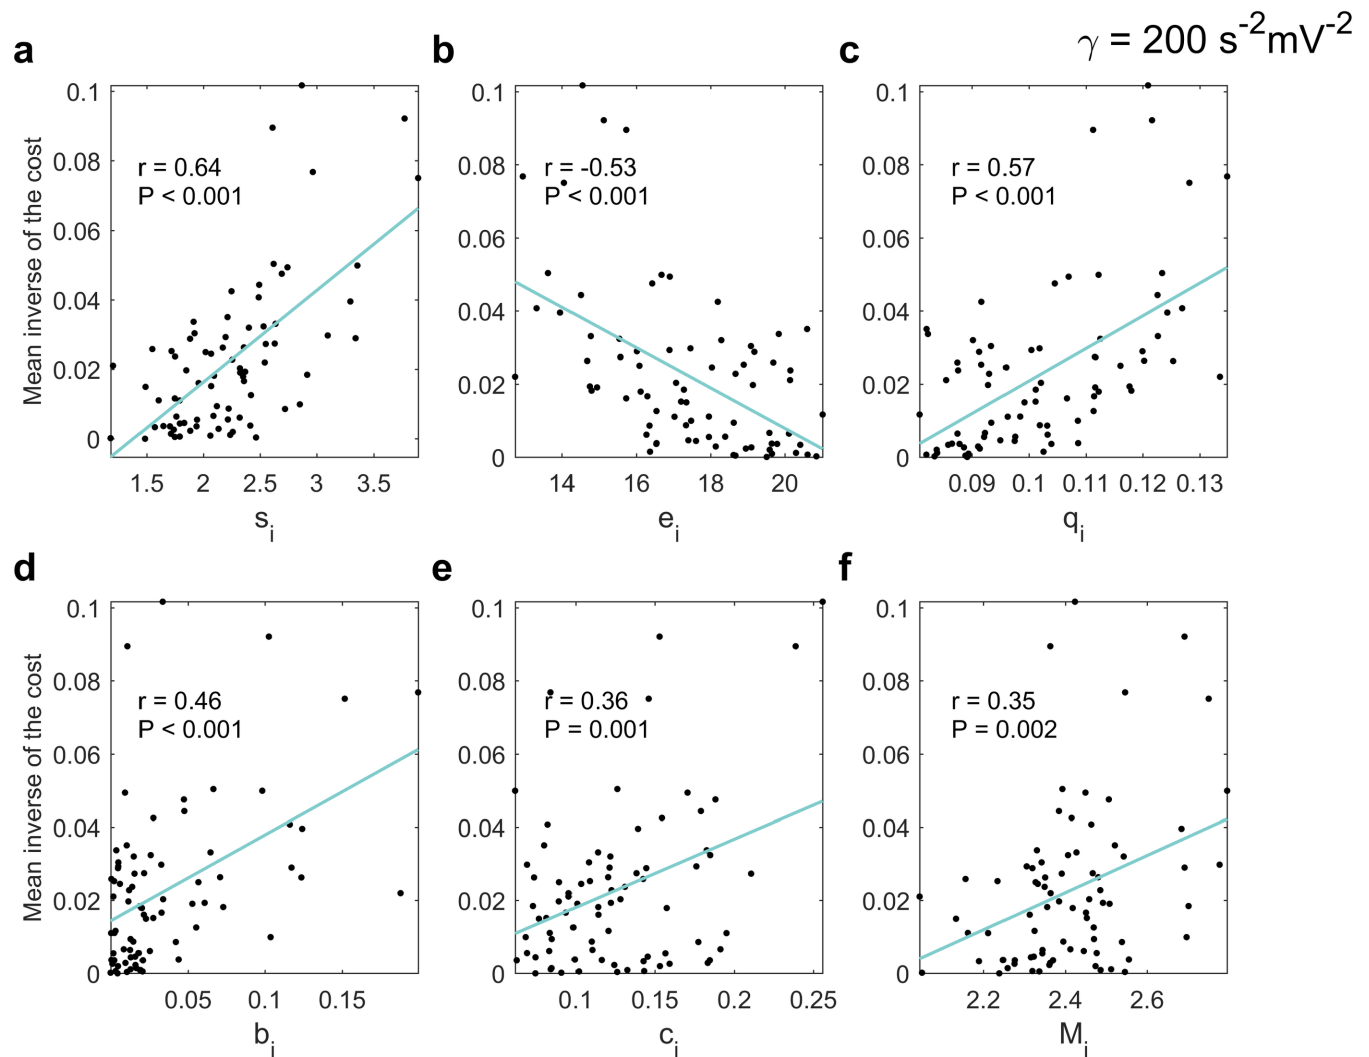 γ = 200 s-2mV-2
a
b
c
Mean inverse of the cost
0.1
0.08
0.06
0.04
0.02
0
r = 0.64
P < 0.001
1.5 2 2.5 3 3.5
si
0.1
0.08
0.06
0.04
0.02
0
r = -0.53
P < 0.001
14 16 18 20
ei
0.1
0.08
0.06
0.04
0.02
0
r = 0.57
P < 0.001
0.09 0.1 0.11 0.12 0.13
qi
d
e
f
Mean inverse of the cost
0.1
0.08
0.06
0.04
0.02
0
r = 0.46
P < 0.001
0.05 0.1 0.15
bi
0.1
0.08
0.06
0.04
0.02
0
r = 0.36
P = 0.001
0.1 0.15 0.2 0.25
ci
0.1
0.08
0.06
0.04
0.02
0
r = 0.35
P = 0.002
2.2 2.4 2.6
Mi